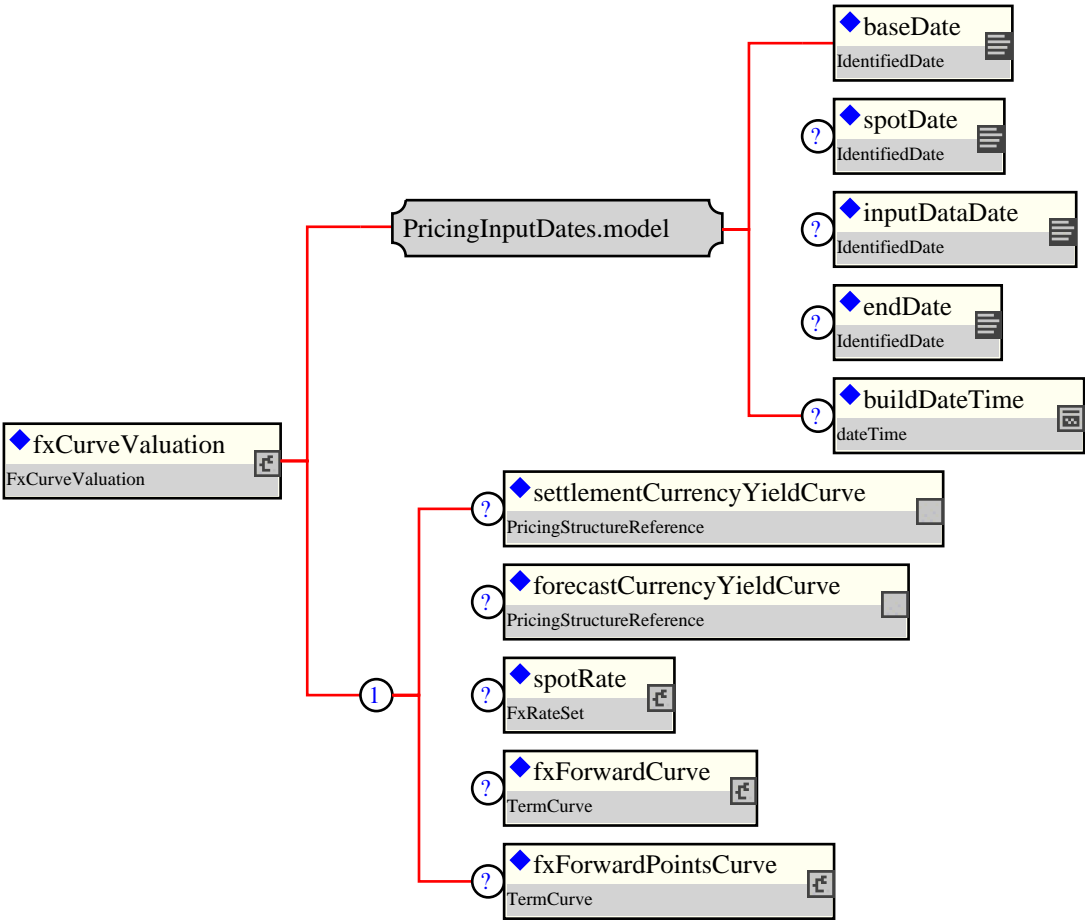 baseDate
IdentifiedDate
?
spotDate
IdentifiedDate
PricingInputDates.model
?
inputDataDate
IdentifiedDate
?
endDate
IdentifiedDate
?
buildDateTime
dateTime
fxCurveValuation
FxCurveValuation
?
settlementCurrencyYieldCurve
PricingStructureReference
?
forecastCurrencyYieldCurve
PricingStructureReference
1
?
spotRate
FxRateSet
?
fxForwardCurve
TermCurve
?
fxForwardPointsCurve
TermCurve